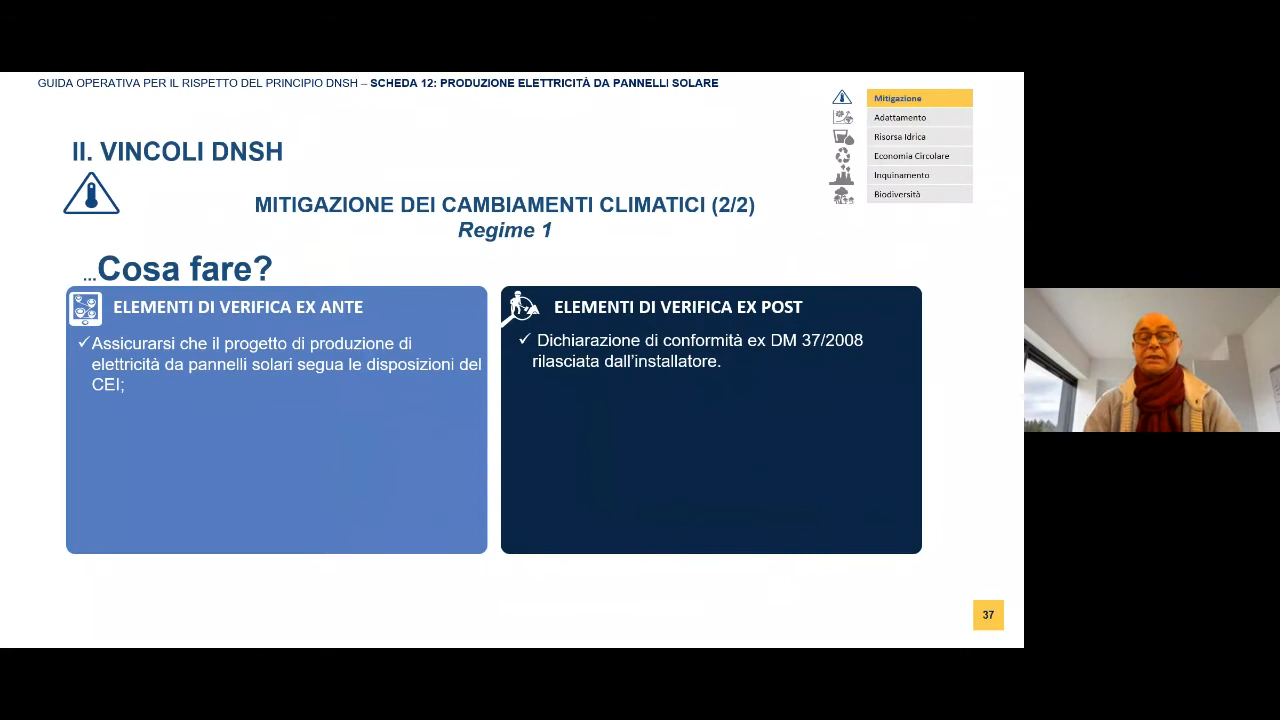 GUIDA OPERATIVA PER IL RISPETTO DEL PRINCIPIO DNSH – SCHEDA 12: PRODUZIONE ELETTRICITÀ DA PANNELLI SOLARE
Mitigazione
Adattamento
Risorsa Idrica
Economia Circolare
Inquinamento
Biodiversità
II. VINCOLI DNSH
MITIGAZIONE DEI CAMBIAMENTI CLIMATICI (2/2)
Regime 1
...Cosa fare?
ELEMENTI DI VERIFICA EX ANTE
✓Assicurarsi che il progetto di produzione di
elettricità da pannelli solari segua le disposizioni del
CEI;
ELEMENTI DI VERIFICA EX POST
✓ Dichiarazione di conformità ex DM 37/2008
rilasciata dall’installatore.
37